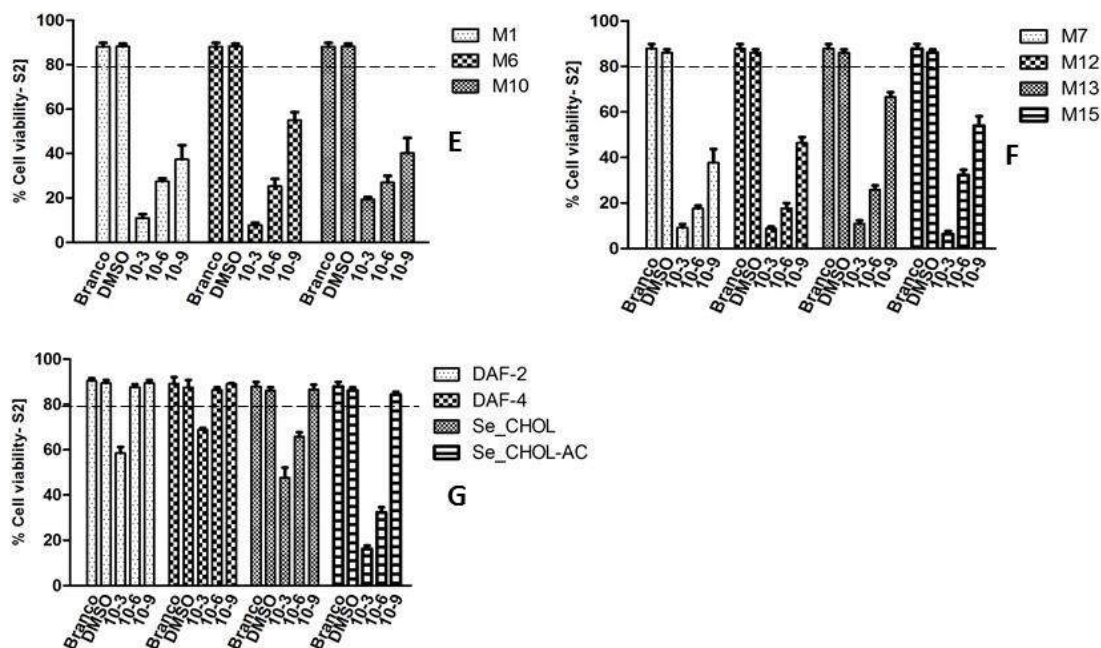 100
80
60
40
20
0
% Cell viability- S2]
Branco
DMSO
10-3
10-6
10-9
Branco
DMSO
10-3
10-6
10-9
Branco
DMSO
10-3
10-6
10-9
M1
M6
M10
E
100
80
60
40
20
0
% Cell viability- S2]
Branco
DMSO
10-3
10-6
10-9
Branco
DMSO
10-3
10-6
10-9
Branco
DMSO
10-3
10-6
10-9
Branco
DMSO
10-3
10-6
10-9
M7
M12
M13
M15
F
100
80
60
40
20
0
% Cell viability- S2]
Branco
DMSO
10-3
10-6
10-9
Branco
DMSO
10-3
10-6
10-9
Branco
DMSO
10-3
10-6
10-9
Branco
DMSO
10-3
10-6
10-9
DAF-2
DAF-4
Se_CHOL
Se_CHOL-AC
G